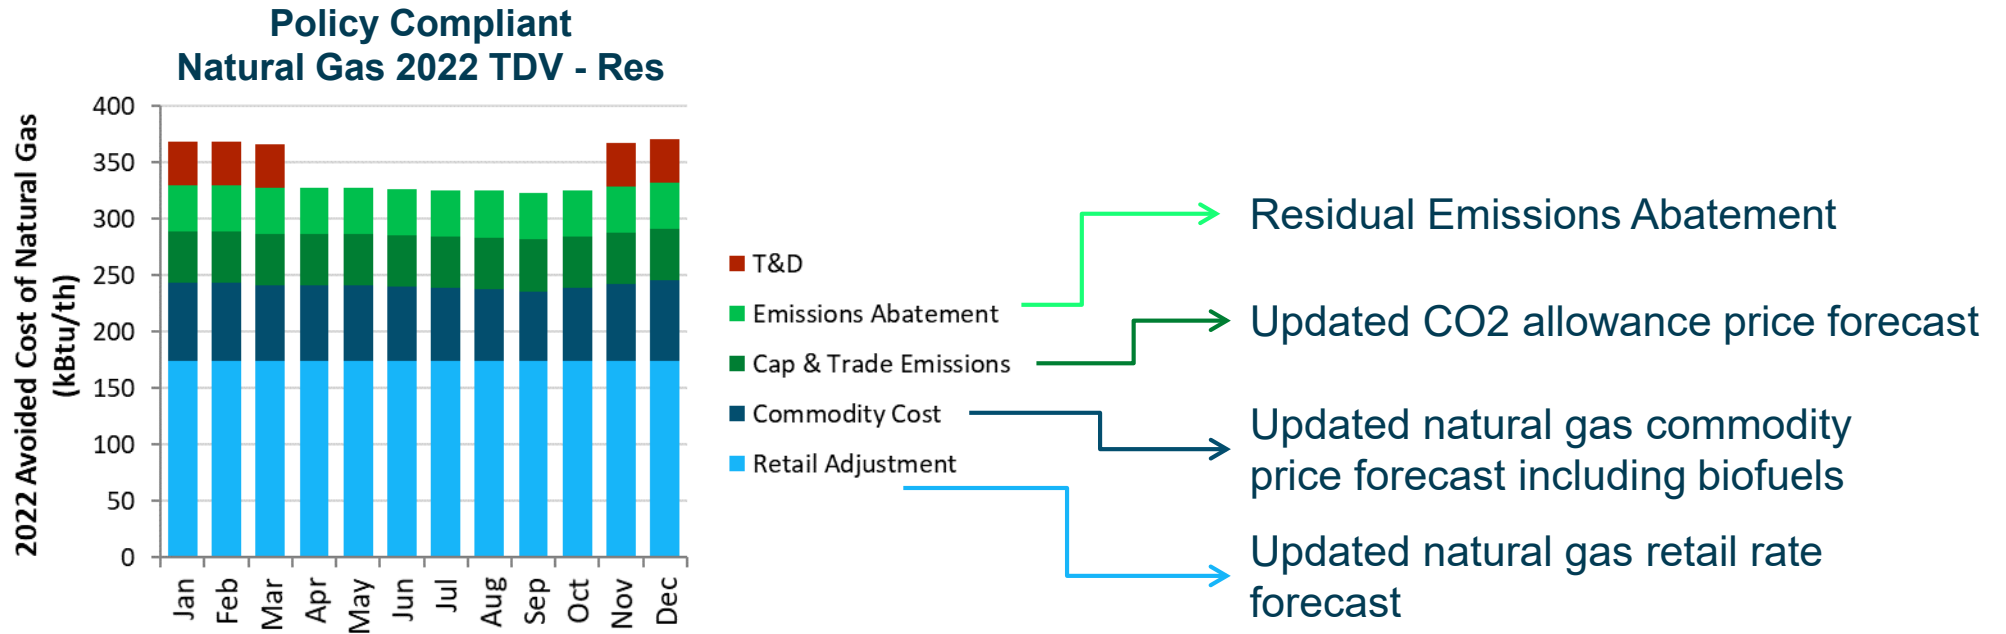 Policy Compliant
Natural Gas 2022 TDV - Res
2022 Avoided Cost of Natural Gas
(kBtu/th)
400
350
300
250
200
150
100
50
0
Jan
Feb
Mar
Apr
May
Jun
Jul
Aug
Sep
Oct
Nov
Dec
T&D
Emissions Abatement
Cap & Trade Emissions
Commodity Cost
Retail Adjustment
Residual Emissions Abatement
Updated CO2 allowance price forecast
Updated natural gas commodity
price forecast including biofuels
Updated natural gas retail rate
forecast